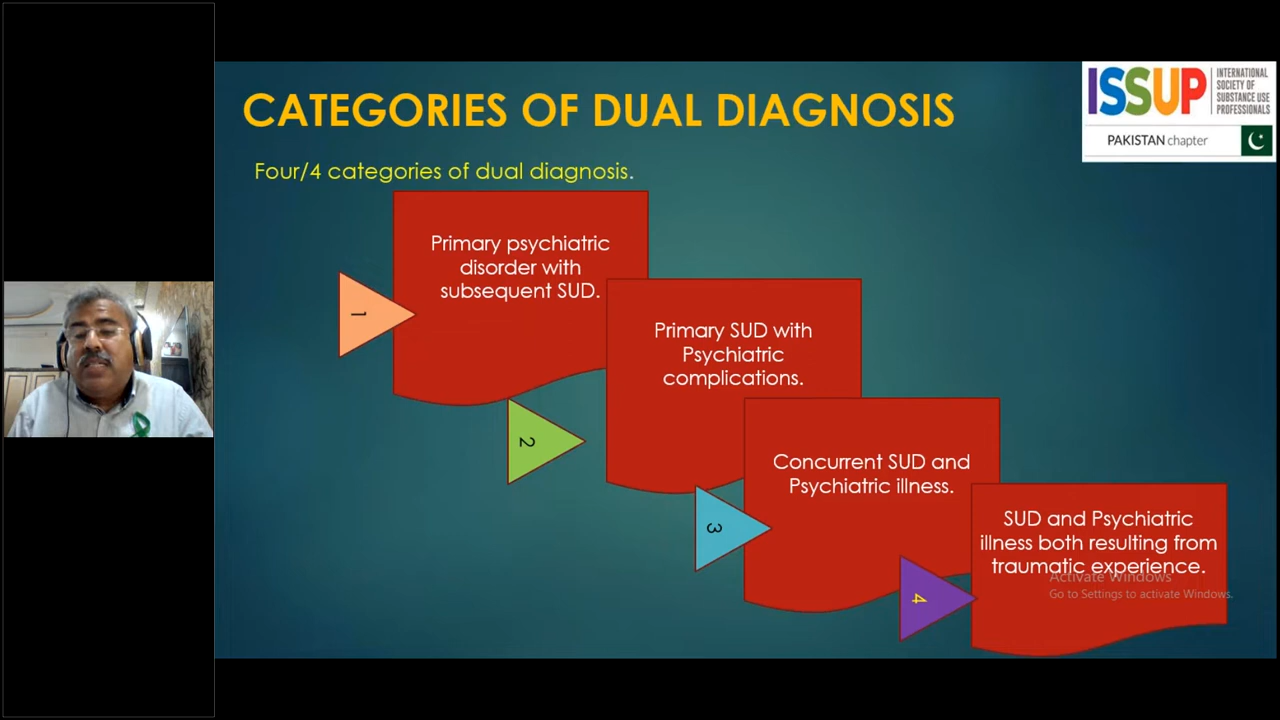 CATEGORIES OF DUAL DIAGNOSIS
ISSUP
INTERNATIONAL
SOCIETY OF
SUBSTANCE USE
PROFESSIONALS
PAKISTAN chapter
Four/4 categories of dual diagnosis.
1
Primary psychiatric
disorder with
subsequent SUD.
2
Primary SUD with
Psychiatric
complications.
3
Concurrent SUD and
Psychiatric illness.
4
SUD and Psychiatric
illness both resulting from
traumatic experience.
Activate Windows
Go to Settings to activate Windows.